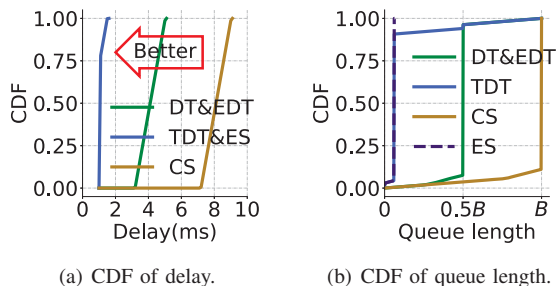 CDF
1.00
0.75
0.50
0.25
0.00
Better
DT&EDT
TDT&ES
CS
0 2 4 6 8 10
Delay(ms)
(a) CDF of delay.
CDF
1.00
0.75
0.50
0.25
0.00
DT&EDT
TDT
CS
ES
0 0.5B B
Queue length
(b) CDF of queue length.